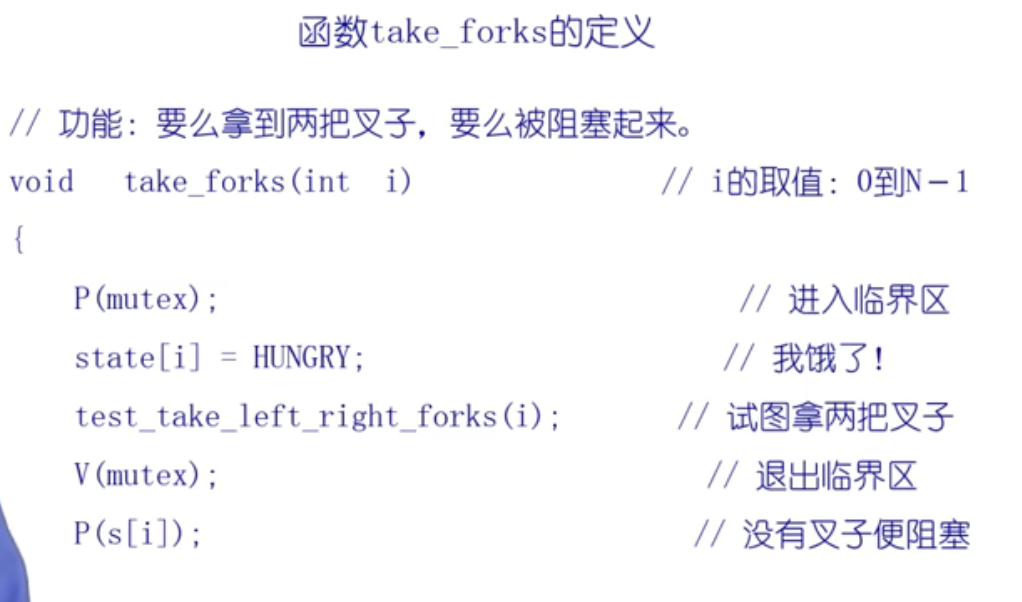 函数take_forks的定义
// 功能：要么拿到两把叉子，要么被阻塞起来。
void take_forks(int i) // i的取值：0到N－1
{
P(mutex); // 进入临界区
state[i] = HUNGRY; // 我饿了！
test_take_left_right_forks(i); // 试图拿两把叉子
V(mutex); // 退出临界区
P(s[i]); // 没有叉子便阻塞